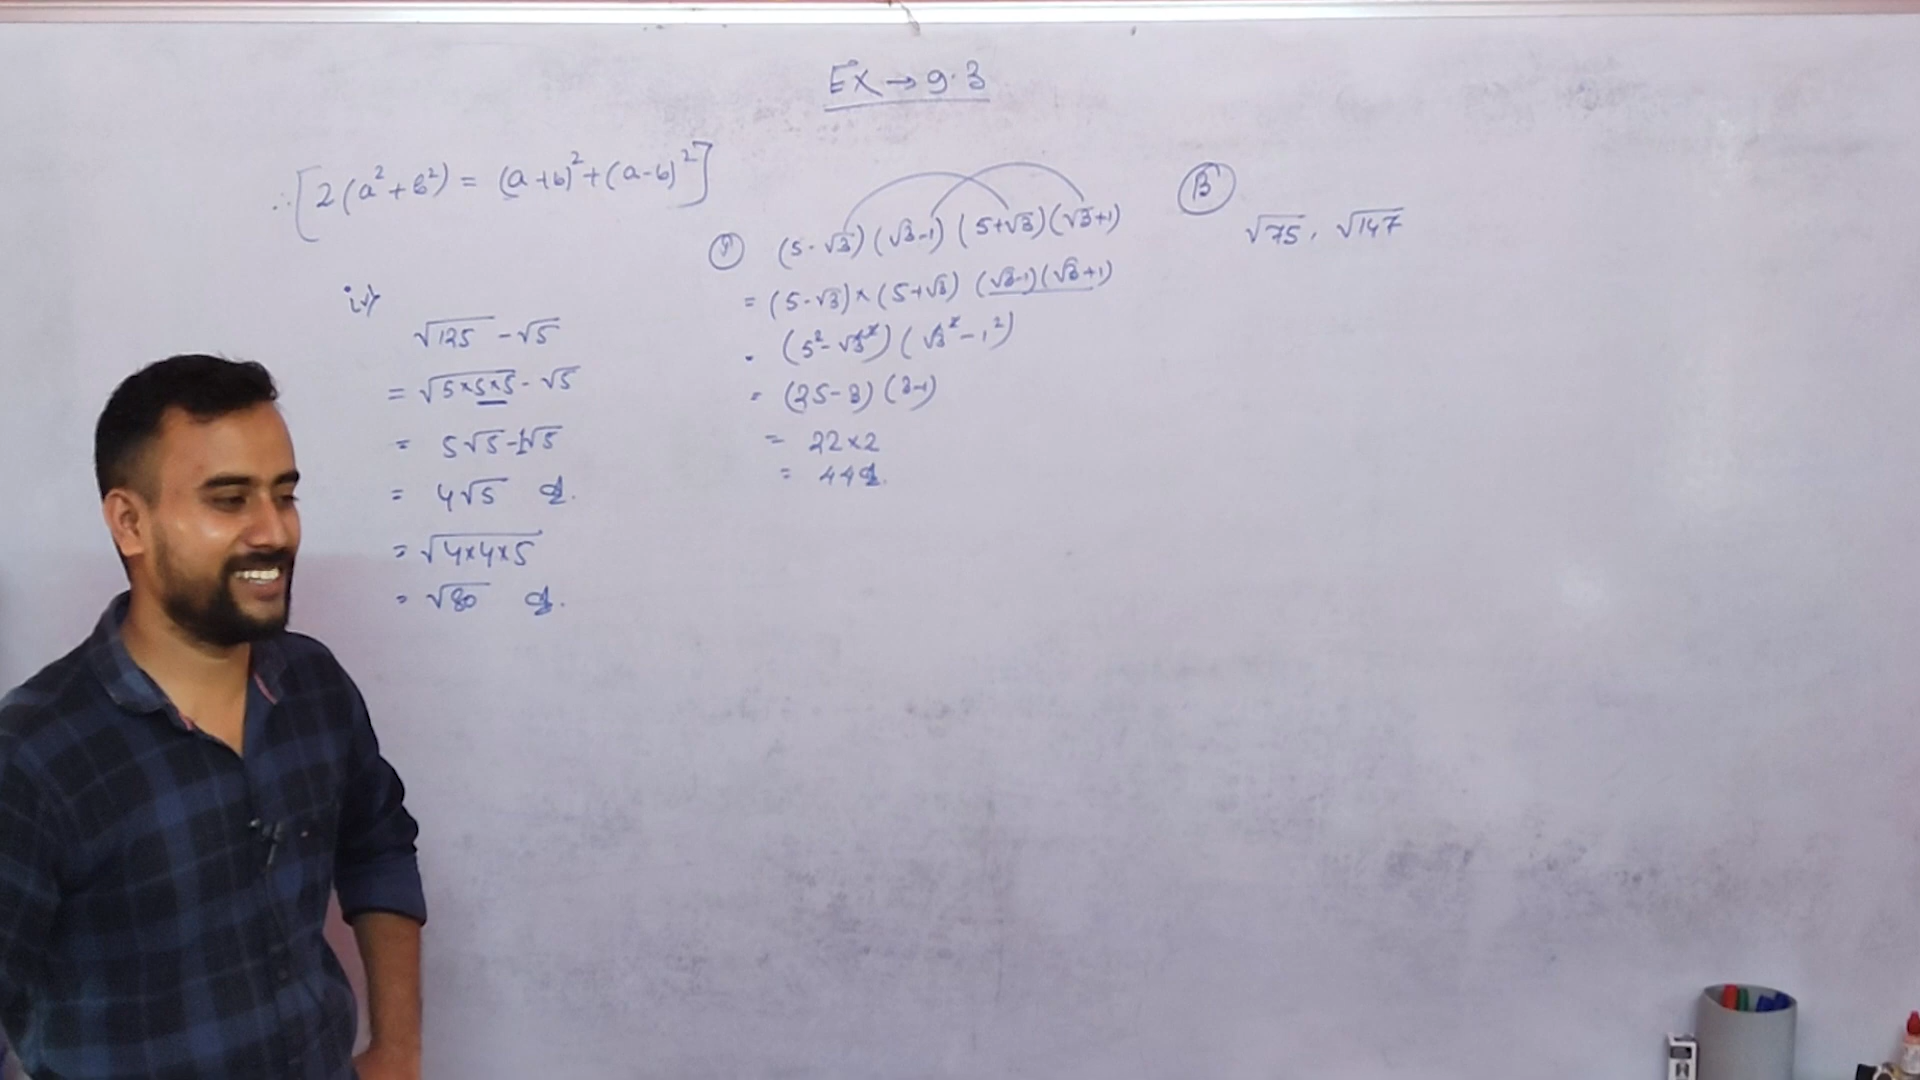 EX → 9.3
∴ [2(a² + b²) = (a+b)² + (a-b)²]
iv)
√125 - √5
= √5×5×5 - √5
= 5√5 - 1√5
= 4√5
= √4×4×5
= √80
(5-√3)(√3-1)(5+√3)(√3+1)
= (5-√3)×(5+√3) (√3-1)(√3+1)
(5² - √3²)(√3² - 1²)
= (25-3)(3-1)
= 22×2
= 44
B
√75, √147